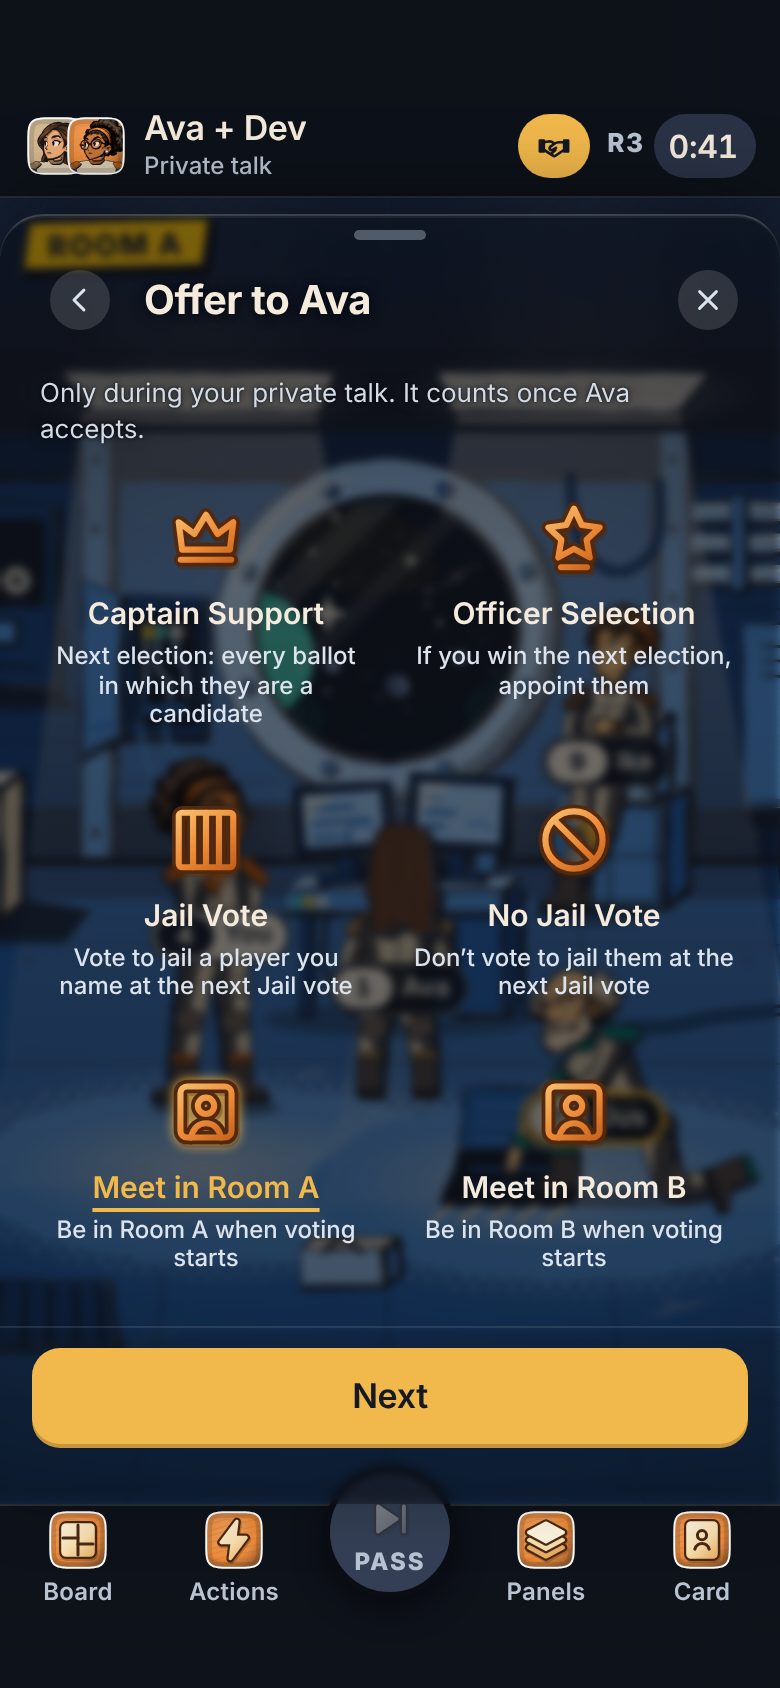 Ava + Dev
Private talk
R3
0:41
ROOM A
Offer to Ava
Only during your private talk. It counts once Ava
accepts.
Captain Support
Next election: every ballot
in which they are a
candidate
Officer Selection
If you win the next election,
appoint them
Jail Vote
Vote to jail a player you
name at the next Jail vote
No Jail Vote
Don’t vote to jail them at the
next Jail vote
Meet in Room A
Be in Room A when voting
starts
Meet in Room B
Be in Room B when voting
starts
Next
Board
Actions
PASS
Panels
Card